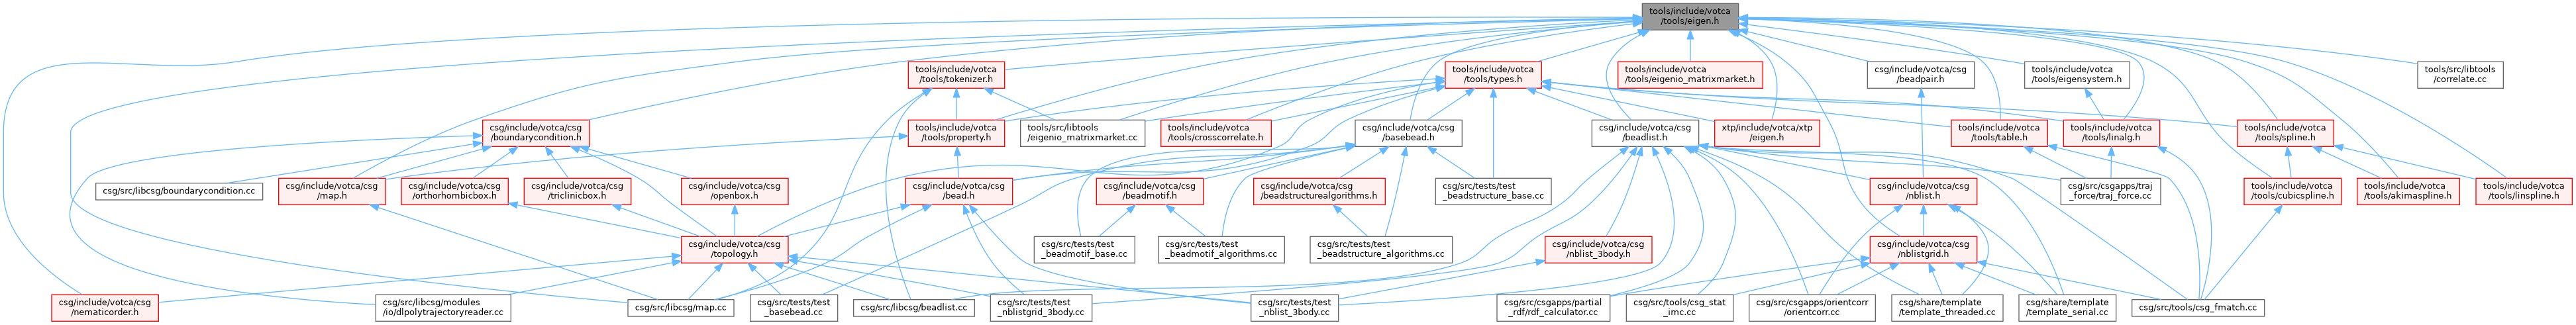 tools/include/votca
/tools/eigen.h
tools/include/votca
/tools/tokenizer.h
tools/include/votca
/tools/types.h
tools/include/votca
/tools/eigenio_matrixmarket.h
csg/include/votca/csg
/beadpair.h
tools/include/votca
/tools/eigensystem.h
tools/src/libtools
/correlate.cc
csg/include/votca/csg
/boundarycondition.h
tools/include/votca
/tools/property.h
tools/src/libtools
/eigenio_matrixmarket.cc
tools/include/votca
/tools/crosscorrelate.h
csg/include/votca/csg
/basebead.h
csg/include/votca/csg
/beadlist.h
xtp/include/votca/xtp
/eigen.h
tools/include/votca
/tools/table.h
tools/include/votca
/tools/linalg.h
tools/include/votca
/tools/spline.h
csg/src/libcsg/boundarycondition.cc
csg/include/votca/csg
/map.h
csg/include/votca/csg
/orthorhombicbox.h
csg/include/votca/csg
/triclinicbox.h
csg/include/votca/csg
/openbox.h
csg/include/votca/csg
/bead.h
csg/include/votca/csg
/beadmotif.h
csg/include/votca/csg
/beadstructurealgorithms.h
csg/src/tests/test
_beadstructure_base.cc
csg/include/votca/csg
/nblist.h
csg/src/csgapps/traj
_force/traj_force.cc
tools/include/votca
/tools/cubicspline.h
tools/include/votca
/tools/akimaspline.h
tools/include/votca
/tools/linspline.h
csg/include/votca/csg
/topology.h
csg/src/tests/test
_beadmotif_base.cc
csg/src/tests/test
_beadmotif_algorithms.cc
csg/src/tests/test
_beadstructure_algorithms.cc
csg/include/votca/csg
/nblist_3body.h
csg/include/votca/csg
/nblistgrid.h
csg/include/votca/csg
/nematicorder.h
csg/src/libcsg/modules
/io/dlpolytrajectoryreader.cc
csg/src/libcsg/map.cc
csg/src/tests/test
_basebead.cc
csg/src/libcsg/beadlist.cc
csg/src/tests/test
_nblistgrid_3body.cc
csg/src/tests/test
_nblist_3body.cc
csg/src/csgapps/partial
_rdf/rdf_calculator.cc
csg/src/tools/csg_stat
_imc.cc
csg/src/csgapps/orientcorr
/orientcorr.cc
csg/share/template
/template_threaded.cc
csg/share/template
/template_serial.cc
csg/src/tools/csg_fmatch.cc